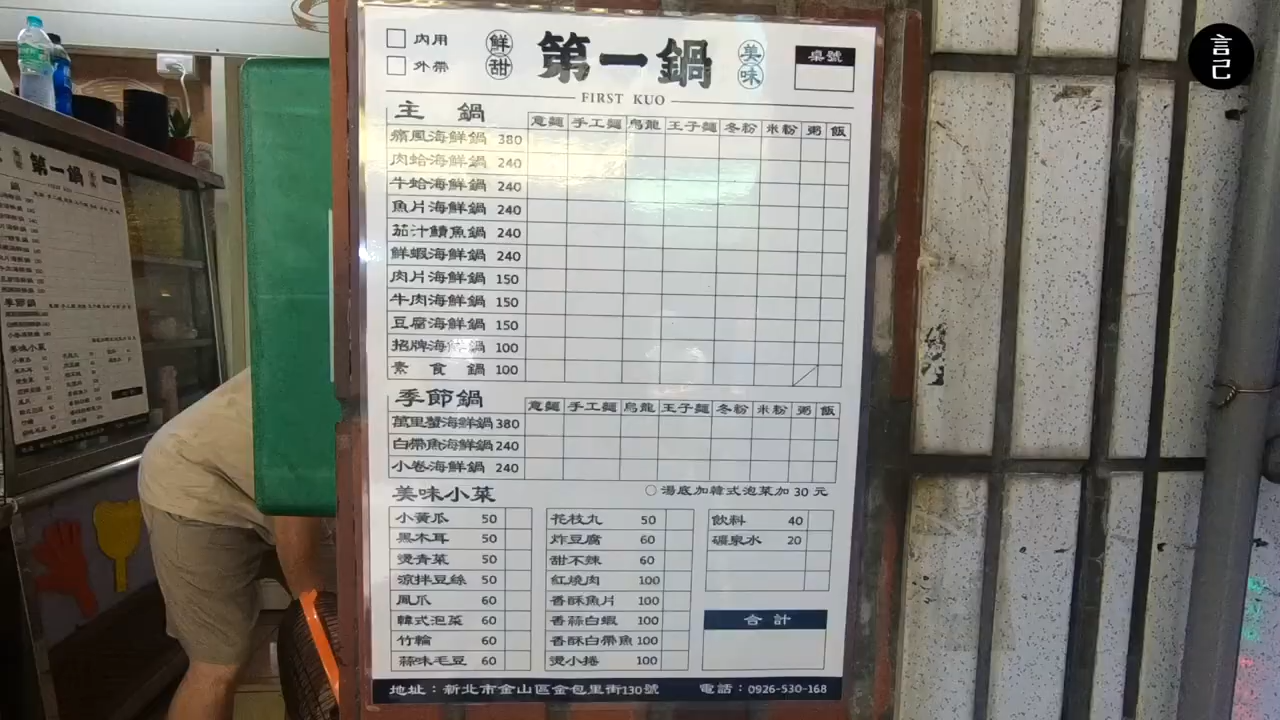 言己
內用
外帶
鮮甜
第一鍋
美味
桌號
FIRST KUO
主鍋 意麵 手工麵 烏龍 王子麵 冬粉 米粉 粥 飯
痛風海鮮鍋 380
肉蛤海鮮鍋 240
牛蛤海鮮鍋 240
魚片海鮮鍋 240
茄汁鯖魚鍋 240
鮮蝦海鮮鍋 240
肉片海鮮鍋 150
牛肉海鮮鍋 150
豆腐海鮮鍋 150
招牌海鮮鍋 100
素食鍋 100
季節鍋 意麵 手工麵 烏龍 王子麵 冬粉 米粉 粥 飯
萬里蟹海鮮鍋 380
白帶魚海鮮鍋 240
小卷海鮮鍋 240
美味小菜
○ 湯底加韓式泡菜加 30 元
小黃瓜 50
黑木耳 50
燙青菜 50
涼拌豆絲 50
鳳爪 60
韓式泡菜 60
竹輪 60
蒜味毛豆 60
花枝丸 50
炸豆腐 60
甜不辣 60
紅燒肉 100
香酥魚片 100
香蒜白蝦 100
香酥白帶魚 100
燙小捲 100
飲料 40
礦泉水 20
合計
地址：新北市金山區金包里街130號 電話：0926-530-168
第一鍋
季節鍋
美味小菜